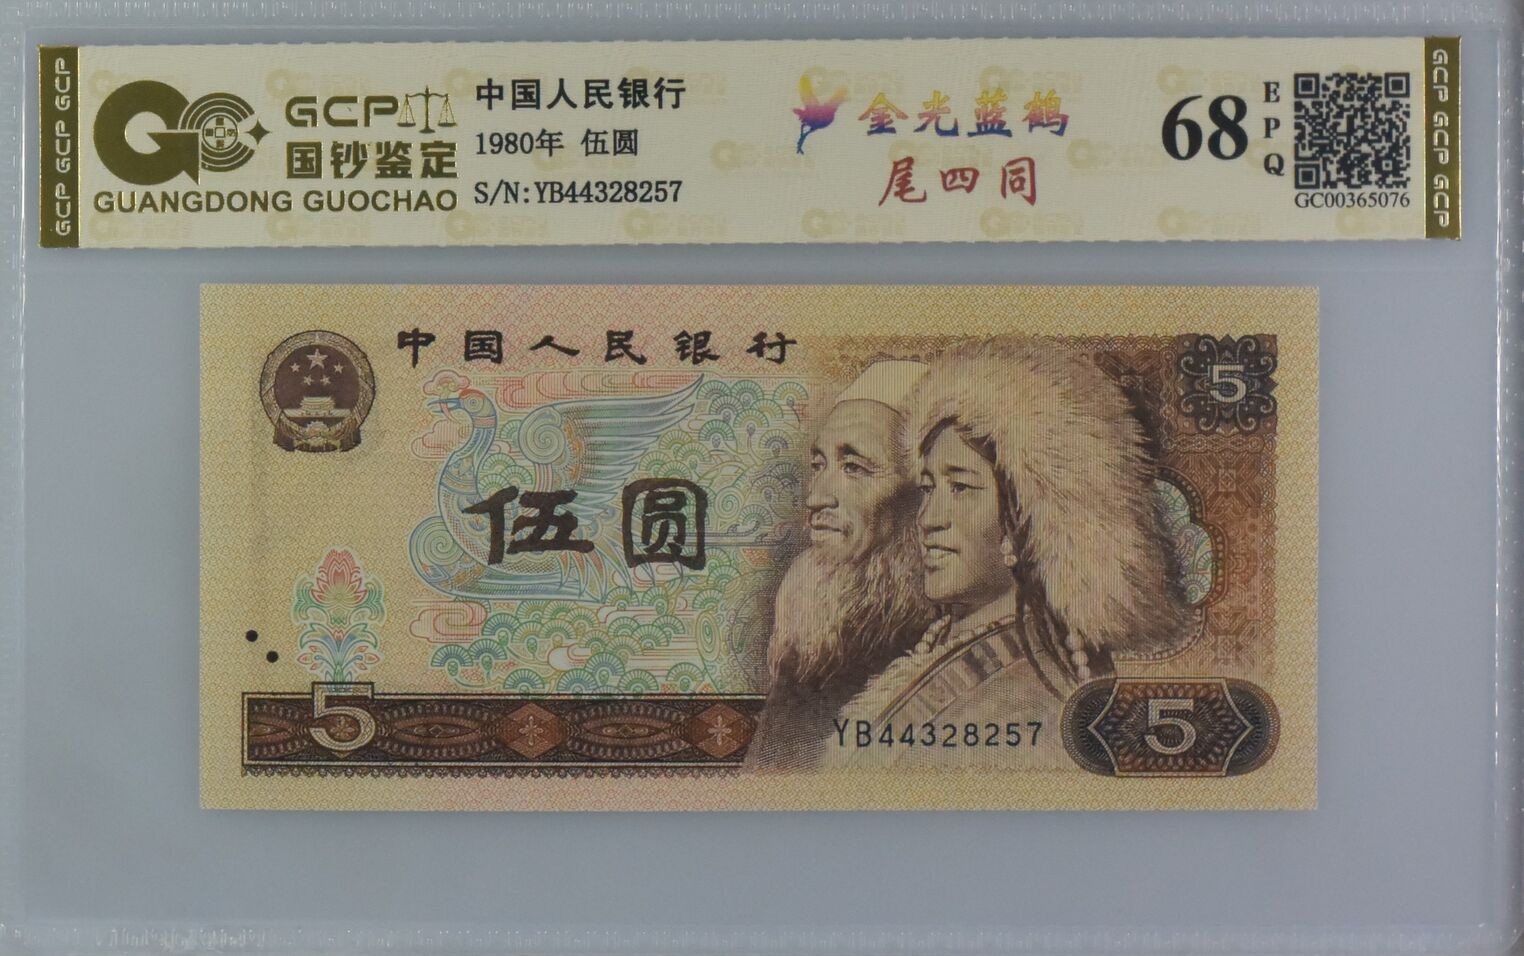 GCP GCP GCP
GCP
国钞鉴定
GUANGDONG GUOCHAO
中国人民银行
1980年 伍圆
S/N:YB44328257
金光蓝鹤
尾四同
68
EPQ
GC00365076
GCP GCP GCP
中国人民银行
5
伍圆
5
YB44328257
5